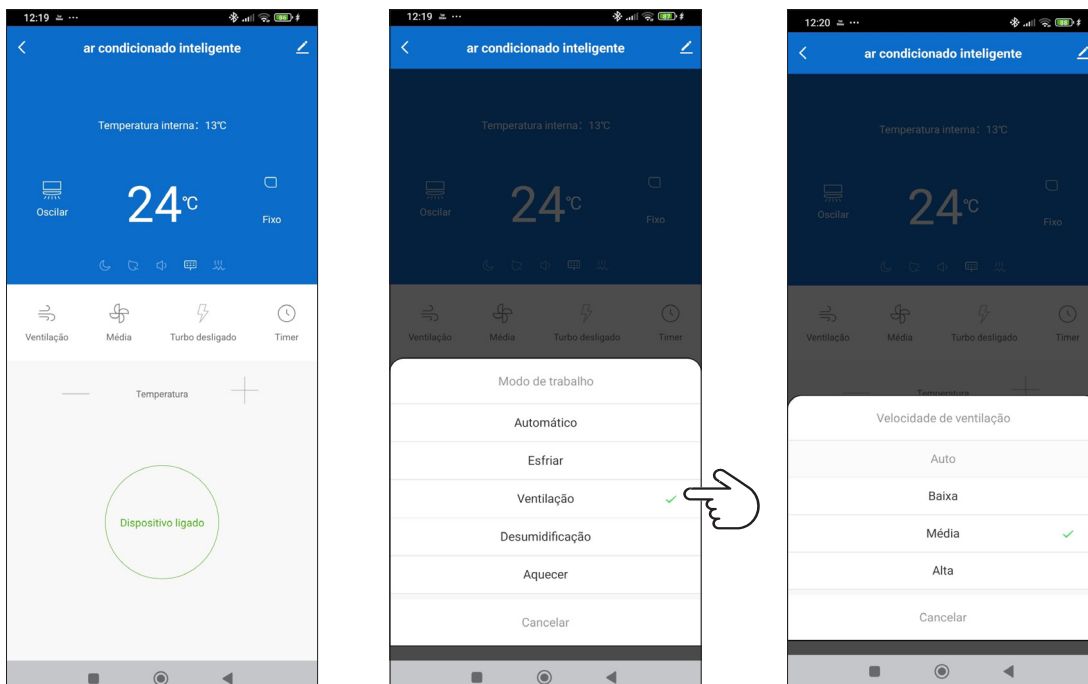 12:19
ar condicionado inteligente
Temperatura interna: 13℃
Oscilar
24℃
Fixo
Ventilação
Média
Turbo desligado
Timer
Temperatura
Dispositivo ligado
12:19
ar condicionado inteligente
Temperatura interna: 13℃
Oscilar
24℃
Fixo
Ventilação
Média
Turbo desligado
Timer
Modo de trabalho
Automático
Esfriar
Ventilação
Desumidificação
Aquecer
Cancelar
12:20
ar condicionado inteligente
Temperatura interna: 13℃
Oscilar
24℃
Fixo
Ventilação
Média
Turbo desligado
Timer
Temperatura
Velocidade de ventilação
Auto
Baixa
Média
Alta
Cancelar